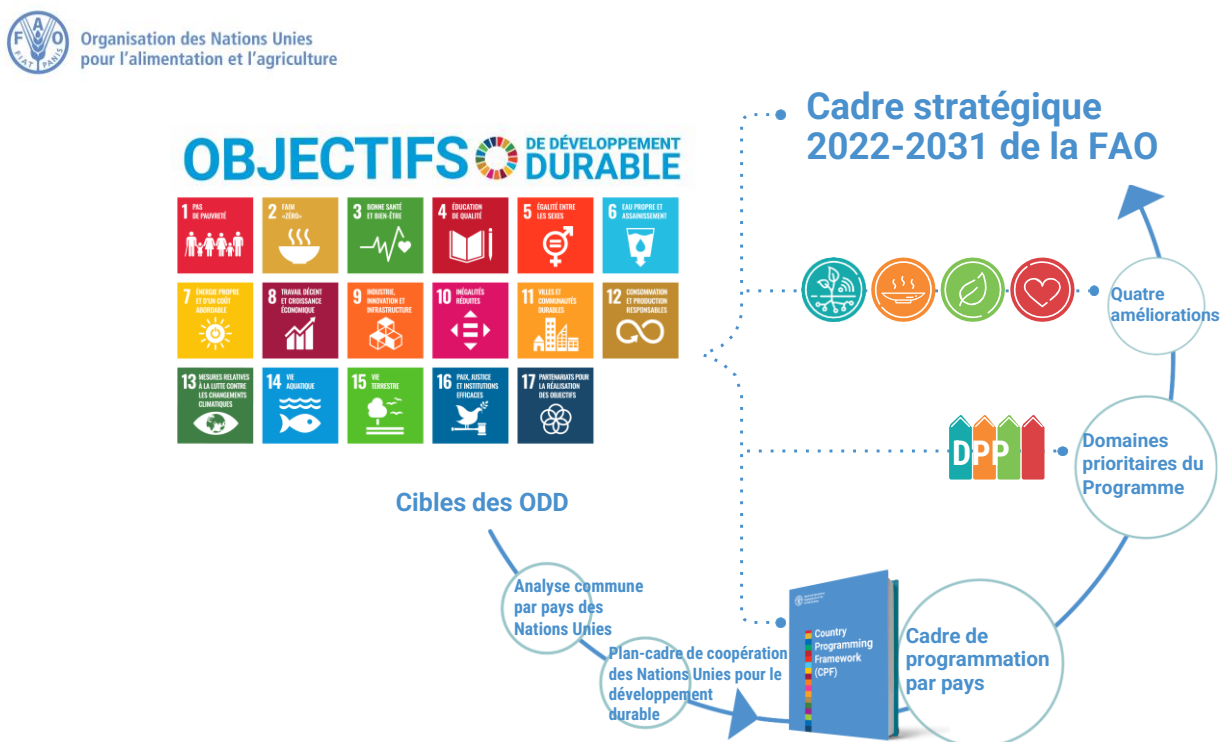 FAO
FIAT PANIS
Organisation des Nations Unies
pour l'alimentation et l'agriculture
Cadre stratégique
2022-2031 de la FAO
OBJECTIFS DE DÉVELOPPEMENT
DURABLE
1 PAS
DE PAUVRETÉ
2 FAIM
«ZÉRO»
3 BONNE SANTÉ
ET BIEN-ÊTRE
4 ÉDUCATION
DE QUALITÉ
5 ÉGALITÉ ENTRE
LES SEXES
6 EAU PROPRE ET
ASSAINISSEMENT
7 ÉNERGIE PROPRE
ET D'UN COÛT
ABORDABLE
8 TRAVAIL DÉCENT
ET CROISSANCE
ÉCONOMIQUE
9 INDUSTRIE,
INNOVATION ET
INFRASTRUCTURE
10 INÉGALITÉS
RÉDUITES
11 VILLES ET
COMMUNAUTÉS
DURABLES
12 CONSOMMATION
ET PRODUCTION
RESPONSABLES
13 MESURES RELATIVES
À LA LUTTE CONTRE
LES CHANGEMENTS
CLIMATIQUES
14 VIE
AQUATIQUE
15 VIE
TERRESTRE
16 PAIX, JUSTICE
ET INSTITUTIONS
EFFICACES
17 PARTENARIATS POUR
LA RÉALISATION
DES OBJECTIFS
Quatre
améliorations
DPP
Domaines
prioritaires du
Programme
Cibles des ODD
Analyse commune
par pays des
Nations Unies
Plan-cadre de coopération
des Nations Unies pour le
développement
durable
Country
Programming
Framework
(CPF)
Cadre de
programmation
par pays